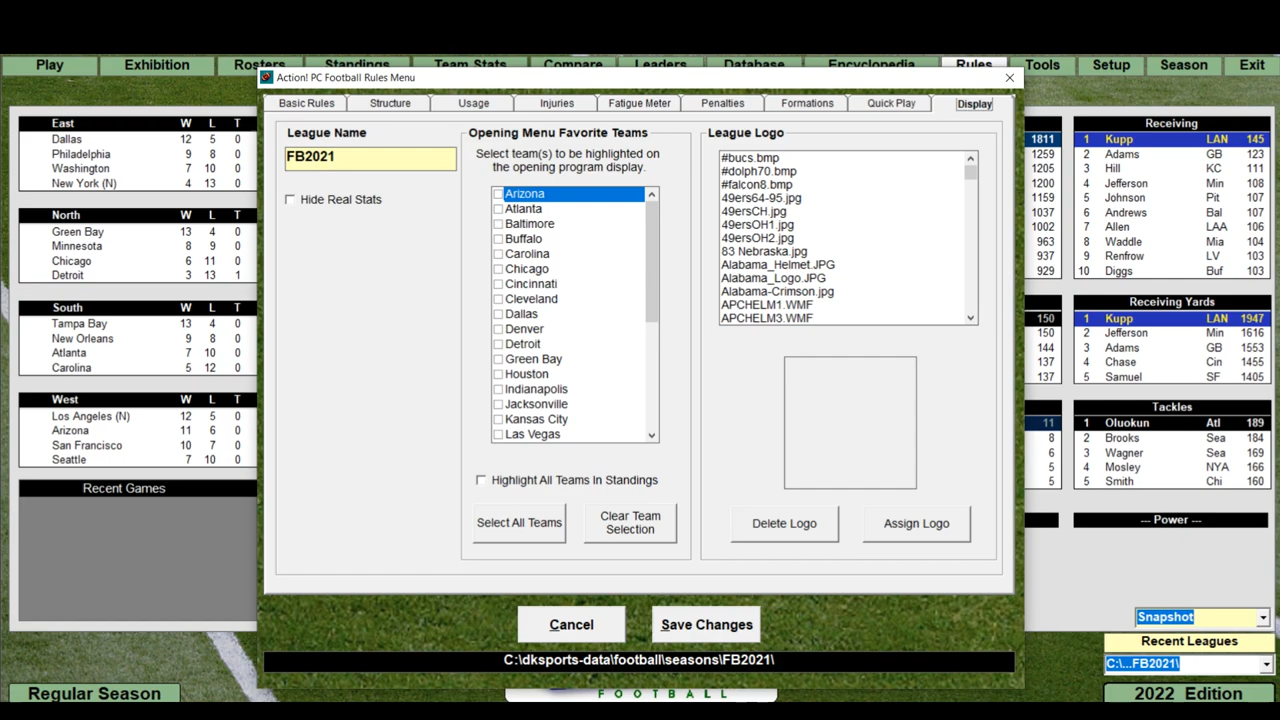 Play Exhibition Rosters Standings Team Stats Compare Leaders Database Encyclopedia Rules Tools Setup Season Exit
Action! PC Football Rules Menu
Basic Rules Structure Usage Injuries Fatigue Meter Penalties Formations Quick Play Display
East W L T
Dallas 12 5 0
Philadelphia 9 8 0
Washington 7 10 0
New York (N) 4 13 0
North W L T
Green Bay 13 4 0
Minnesota 8 9 0
Chicago 6 11 0
Detroit 3 13 1
South W L T
Tampa Bay 13 4 0
New Orleans 9 8 0
Atlanta 7 10 0
Carolina 5 12 0
West W L T
Los Angeles (N) 12 5 0
Arizona 11 6 0
San Francisco 10 7 0
Seattle 7 10 0
Recent Games
Regular Season
League Name
FB2021
Hide Real Stats
Opening Menu Favorite Teams
Select team(s) to be highlighted on
the opening program display.
Arizona
Atlanta
Baltimore
Buffalo
Carolina
Chicago
Cincinnati
Cleveland
Dallas
Denver
Detroit
Green Bay
Houston
Indianapolis
Jacksonville
Kansas City
Las Vegas
Highlight All Teams In Standings
Select All Teams
Clear Team
Selection
League Logo
#bucs.bmp
#dolph70.bmp
#falcon8.bmp
49ers64-95.jpg
49ersCH.jpg
49ersOH1.jpg
49ersOH2.jpg
83 Nebraska.jpg
Alabama_Helmet.JPG
Alabama_Logo.JPG
Alabama-Crimson.jpg
APCHELM1.WMF
APCHELM3.WMF
Delete Logo Assign Logo
Cancel Save Changes
C:\dksports-data\football\seasons\FB2021\
FOOTBALL
1811
1259
1205
1200
1159
1037
1002
963
937
929
150
150
144
137
137
11
8
6
5
5
Receiving
1 Kupp LAN 145
2 Adams GB 123
3 Hill KC 111
4 Jefferson Min 108
5 Johnson Pit 107
6 Andrews Bal 107
7 Allen LAA 106
8 Waddle Mia 104
9 Renfrow LV 103
10 Diggs Buf 103
Receiving Yards
1 Kupp LAN 1947
2 Jefferson Min 1616
3 Adams GB 1553
4 Chase Cin 1455
5 Samuel SF 1405
Tackles
1 Oluokun Atl 189
2 Brooks Sea 184
3 Wagner Sea 169
4 Mosley NYA 166
5 Smith Chi 160
--- Power ---
Snapshot
Recent Leagues
C:\...FB2021\
2022 Edition